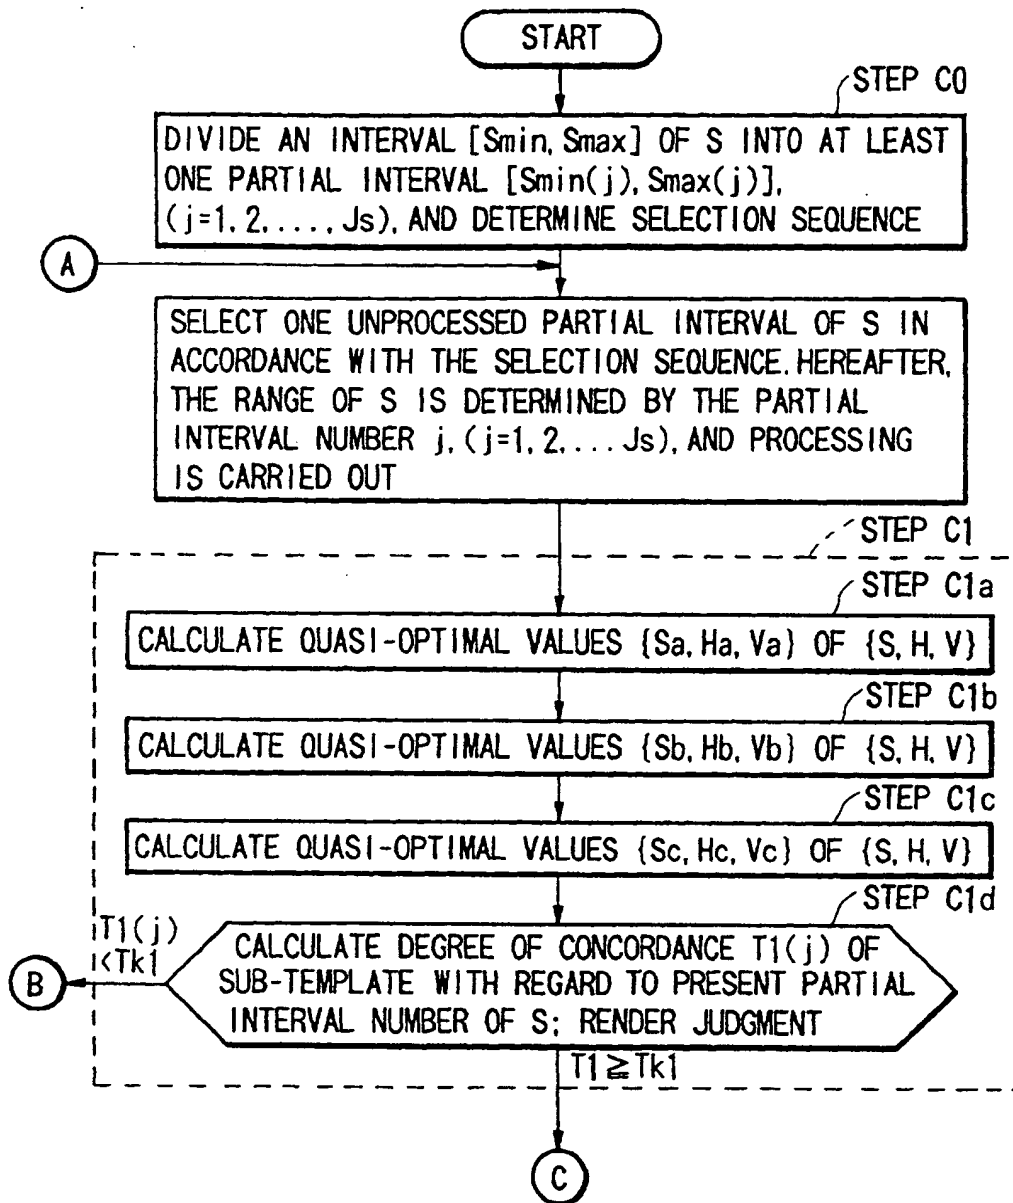 START
STEP C0
DIVIDE AN INTERVAL [Smin, Smax] OF S INTO AT LEAST
ONE PARTIAL INTERVAL [Smin(j), Smax(j)],
(j=1, 2, ..., Js), AND DETERMINE SELECTION SEQUENCE
A
SELECT ONE UNPROCESSED PARTIAL INTERVAL OF S IN
ACCORDANCE WITH THE SELECTION SEQUENCE. HEREAFTER,
THE RANGE OF S IS DETERMINED BY THE PARTIAL
INTERVAL NUMBER j, (j=1, 2, ... Js), AND PROCESSING
IS CARRIED OUT
STEP C1
STEP C1a
CALCULATE QUASI-OPTIMAL VALUES {Sa, Ha, Va} OF {S, H, V}
STEP C1b
CALCULATE QUASI-OPTIMAL VALUES {Sb, Hb, Vb} OF {S, H, V}
STEP C1c
CALCULATE QUASI-OPTIMAL VALUES {Sc, Hc, Vc} OF {S, H, V}
STEP C1d
T1(j)
<Tk1
B
CALCULATE DEGREE OF CONCORDANCE T1(j) OF
SUB-TEMPLATE WITH REGARD TO PRESENT PARTIAL
INTERVAL NUMBER OF S; RENDER JUDGMENT
T1≧Tk1
C